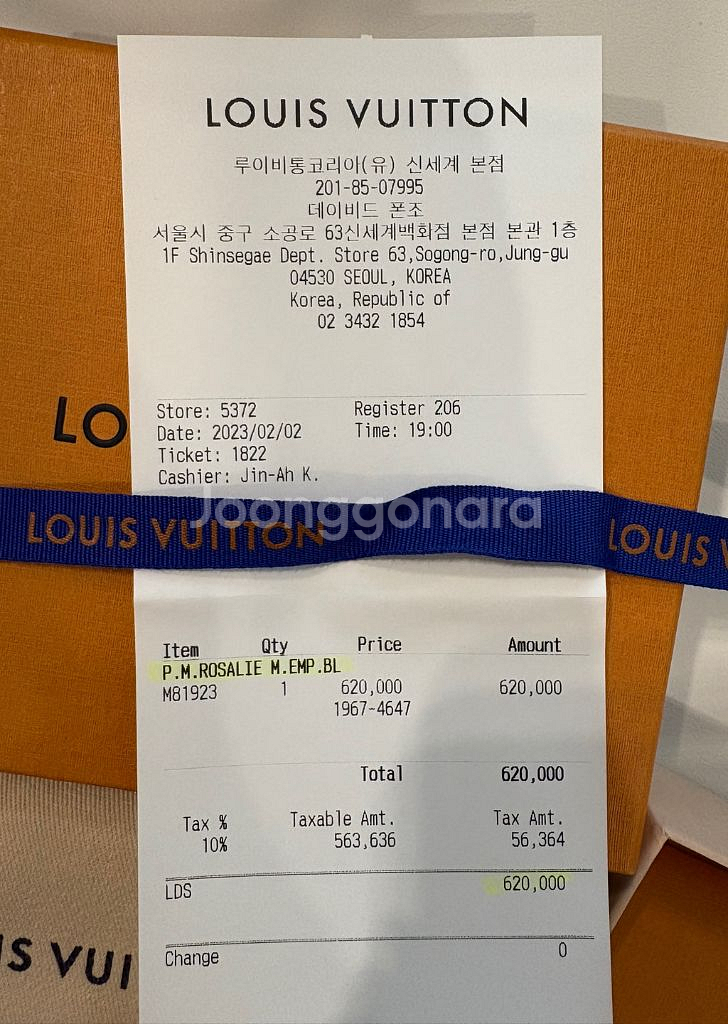 LOUIS VUITTON
루이비통코리아(유) 신세계 본점
201-85-07995
데이비드 폰조
서울시 중구 소공로 63신세계백화점 본점 본관 1층
1F Shinsegae Dept. Store 63,Sogong-ro,Jung-gu
04530 SEOUL, KOREA
Korea, Republic of
02 3432 1854
LO
Store: 5372 Register 206
Date: 2023/02/02 Time: 19:00
Ticket: 1822
Cashier: Jin-Ah K.
Joonggonara
LOUIS VUITTON LOUIS V
Item Qty Price Amount
P.M.ROSALIE M.EMP.BL
M81923 1 620,000 620,000
1967-4647
Total 620,000
Tax % Taxable Amt. Tax Amt.
10% 563,636 56,364
LDS 620,000
IS VUI
Change 0